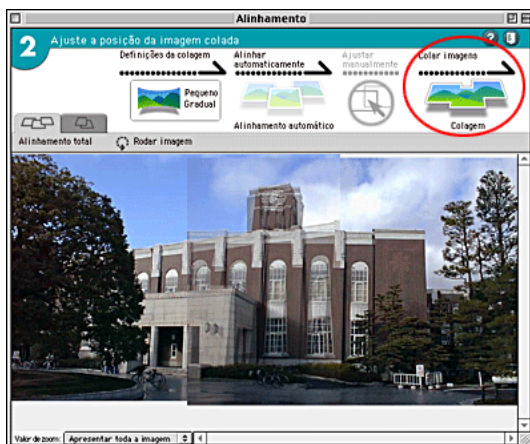 Alinhamento
2 Ajuste a posição da imagem colada
Definições da colagem
Alinhar automaticamente
Ajustar manualmente
Colar imagens
Pequeno
Gradual
Alinhamento automático
Colagem
Alinhamento total
Rodar imagem
Valor de zoom: Apresentar toda a imagem